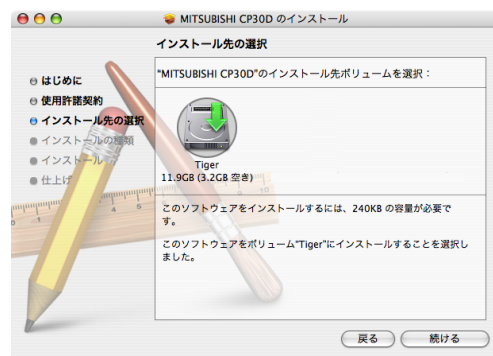 MITSUBISHI CP30D のインストール
インストール先の選択
"MITSUBISHI CP30D"のインストール先ボリュームを選択：
はじめに
使用許諾契約
インストール先の選択
インストールの種類
インストール
仕上げ
Tiger
11.9GB (3.2GB 空き)
このソフトウェアをインストールするには、240KB の容量が必要で
す。
このソフトウェアをボリューム"Tiger"にインストールすることを選択し
ました。
戻る
続ける